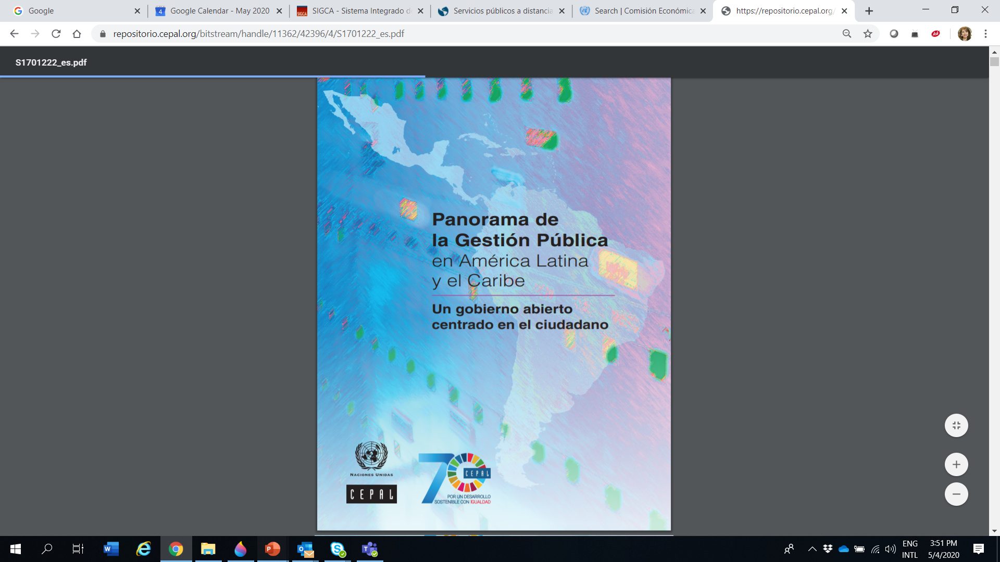 Google
Google Calendar - May 2020
SIGCA - Sistema Integrado d
Servicios públicos a distancia
Search | Comisión Económica
https://repositorio.cepal.org/
repositorio.cepal.org/bitstream/handle/11362/42396/4/S1701222_es.pdf
Ask
S1701222_es.pdf
Panorama de
la Gestión Pública
en América Latina
y el Caribe
Un gobierno abierto
centrado en el ciudadano
NACIONES UNIDAS
CEPAL
70
CEPAL
POR UN DESARROLLO
SOSTENIBLE CON IGUALDAD
ENG
INTL
3:51 PM
5/4/2020